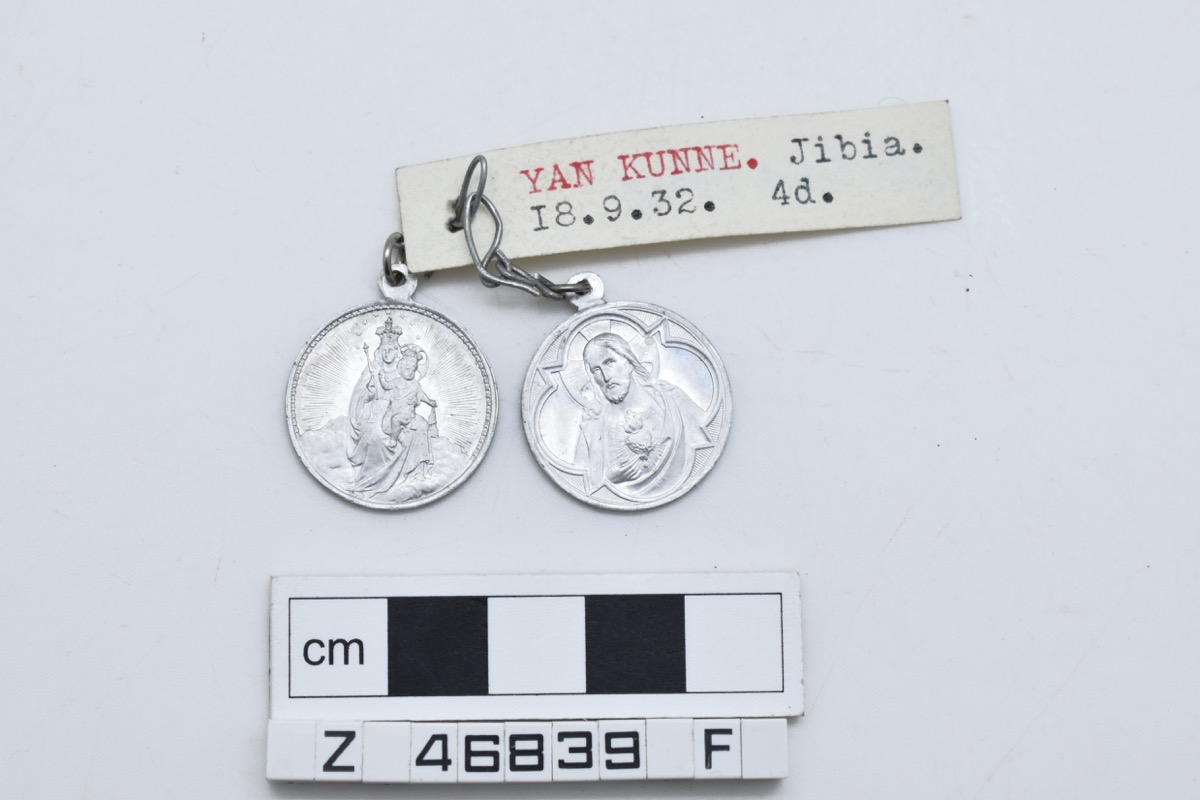 YAN KUNNE. Jibia.
I8.9.32. 4d.
cm
Z 46839 F